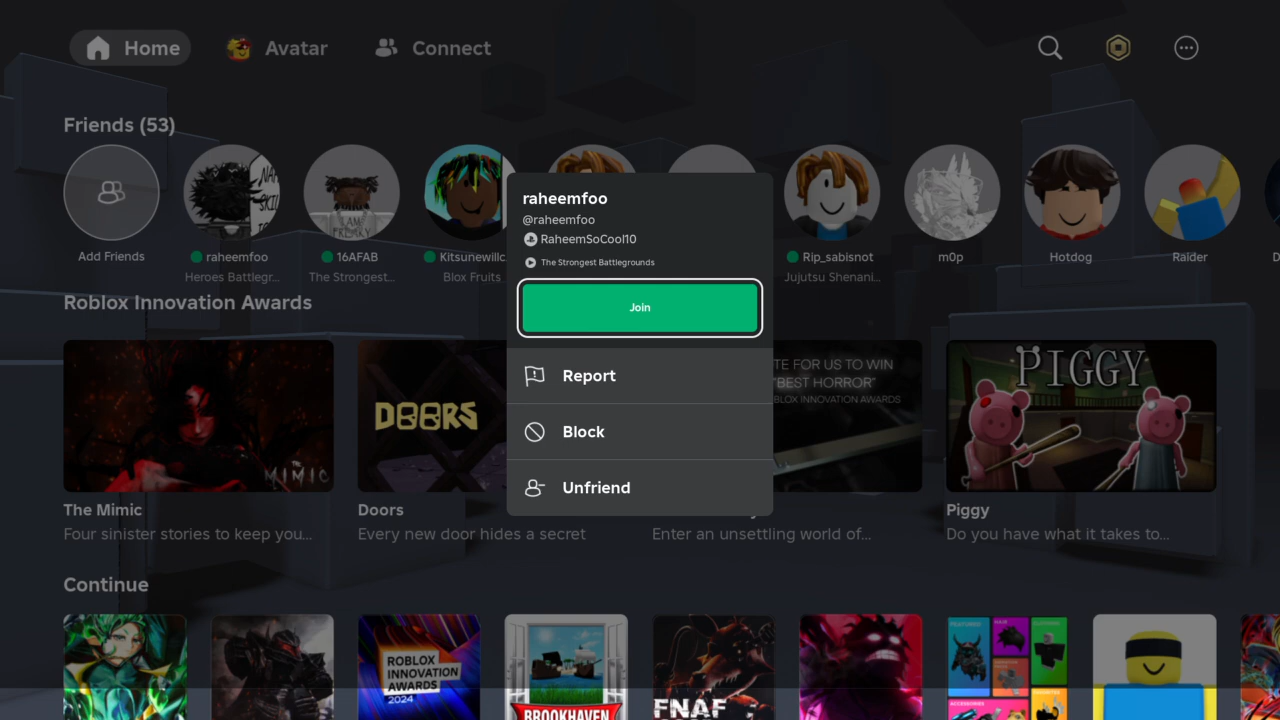 Home
Avatar
Connect
Friends (53)
Add Friends
raheemfoo
Heroes Battlegr...
16AFAB
The Strongest...
Kitsunewillc
Blox Fruits
Rip_sabisnot
Jujutsu Shenani...
m0p
Hotdog
Raider
raheemfoo
@raheemfoo
RaheemSoCool10
The Strongest Battlegrounds
Join
Report
Block
Unfriend
Roblox Innovation Awards
MIMIC
DOORS
TE FOR US TO WIN
"BEST HORROR"
BLOX INNOVATION AWARDS
PIGGY
The Mimic
Four sinister stories to keep you...
Doors
Every new door hides a secret
Enter an unsettling world of...
Piggy
Do you have what it takes to...
Continue
ROBLOX
INNOVATION
AWARDS
2024
BROOKHAVEN
FNAF